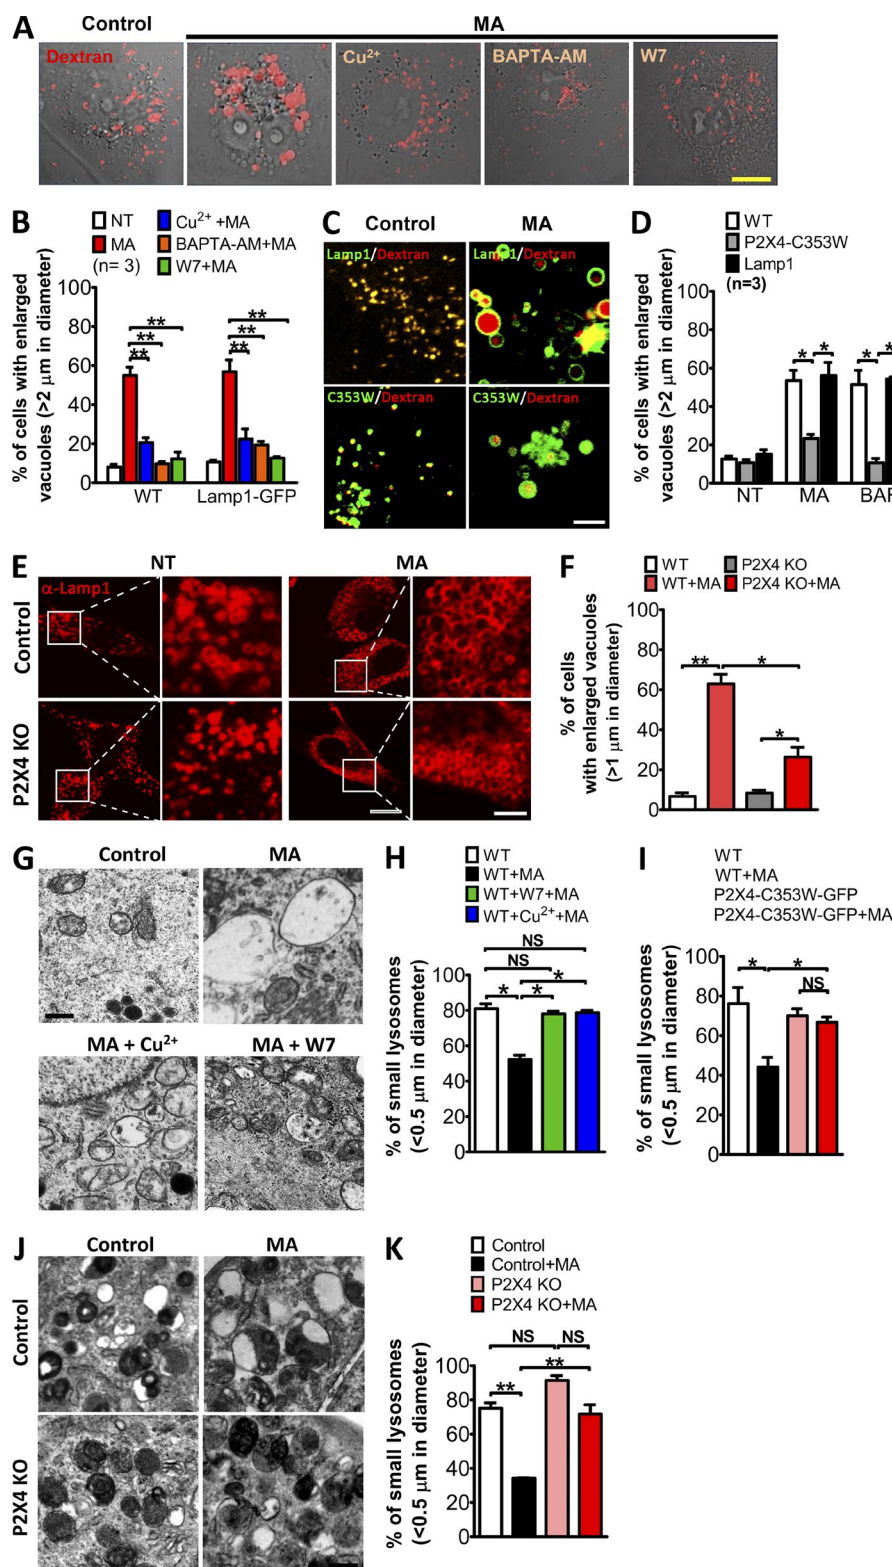 A
Control
MA
Dextran
Cu²⁺
BAPTA-AM
W7
B
NT
MA
(n= 3)
Cu²⁺ +MA
BAPTA-AM+MA
W7+MA
% of cells with enlarged
vacuoles (>2 μm in diameter)
100
80
60
40
20
0
**
**
**
**
**
**
WT
Lamp1-GFP
C
Control
MA
Lamp1/Dextran
Lamp1/Dextran
C353W/Dextran
C353W/Dextran
D
WT
P2X4-C353W
Lamp1
(n=3)
% of cells with enlarged
vacuoles (>2 μm in diameter)
100
80
60
40
20
0
*
*
*
*
NT
MA
BAP
E
NT
MA
α-Lamp1
Control
P2X4 KO
F
WT
P2X4 KO
WT+MA
P2X4 KO+MA
% of cells
with enlarged vacuoles
(>1 μm in diameter)
100
80
60
40
20
0
**
*
*
G
Control
MA
MA + Cu²⁺
MA + W7
H
WT
WT+MA
WT+W7+MA
WT+Cu²⁺+MA
% of small lysosomes
(<0.5 μm in diameter)
100
80
60
40
20
0
NS
NS
*
*
*
I
WT
WT+MA
P2X4-C353W-GFP
P2X4-C353W-GFP+MA
% of small lysosomes
(<0.5 μm in diameter)
100
80
60
40
20
0
*
*
NS
J
Control
MA
Control
P2X4 KO
K
Control
Control+MA
P2X4 KO
P2X4 KO+MA
% of small lysosomes
(<0.5 μm in diameter)
100
80
60
40
20
0
NS
NS
**
**